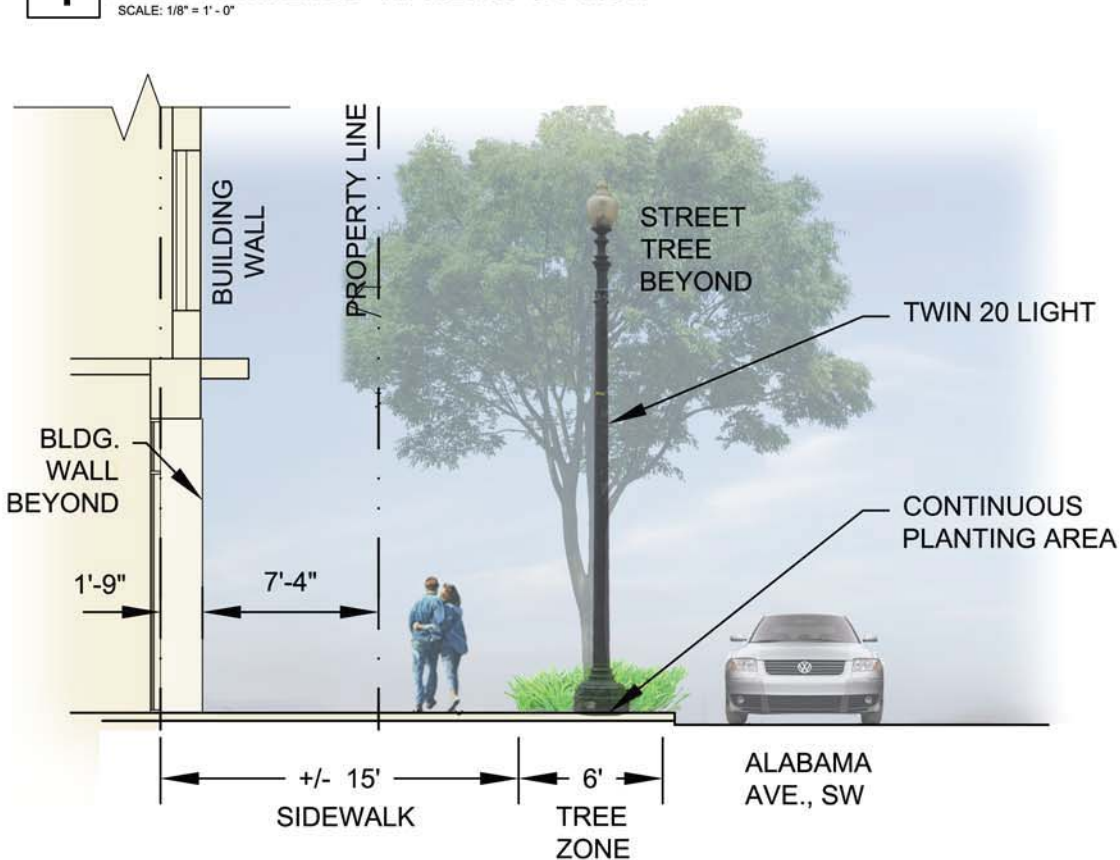 SCALE: 1/8" = 1' - 0"
BUILDING
WALL
PROPERTY LINE
STREET
TREE
BEYOND
TWIN 20 LIGHT
BLDG.
WALL
BEYOND
CONTINUOUS
PLANTING AREA
1'-9"
7'-4"
+/- 15'
SIDEWALK
6'
TREE
ZONE
ALABAMA
AVE., SW